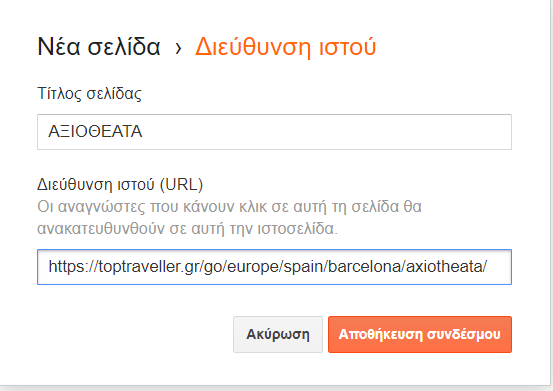 Νέα σελίδα › Διεύθυνση ιστού
Τίτλος σελίδας
ΑΞΙΟΘΕΑΤΑ
Διεύθυνση ιστού (URL)
Οι αναγνώστες που κάνουν κλικ σε αυτή τη σελίδα θα
ανακατευθυνθούν σε αυτή την ιστοσελίδα.
https://toptraveller.gr/go/europe/spain/barcelona/axiotheata/
Ακύρωση Αποθήκευση συνδέσμου